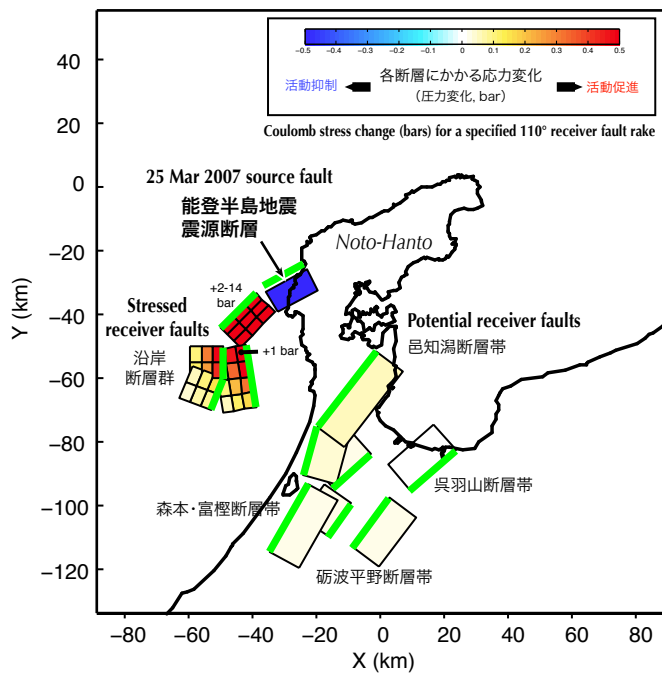 -0.5 -0.4 -0.3 -0.2 -0.1 0 0.1 0.2 0.3 0.4 0.5
活動抑制 各断層にかかる応力変化 活動促進
（圧力変化, bar）
Coulomb stress change (bars) for a specified 110° receiver fault rake
25 Mar 2007 source fault
能登半島地震
震源断層
Noto-Hanto
+2-14
bar
Stressed
receiver faults
沿岸
断層群
+1 bar
Potential receiver faults
邑知潟断層帯
呉羽山断層帯
森本・富樫断層帯
砺波平野断層帯
40
20
0
−20
−40
−60
−80
−100
−120
Y (km)
−80 −60 −40 −20 0 20 40 60 80
X (km)